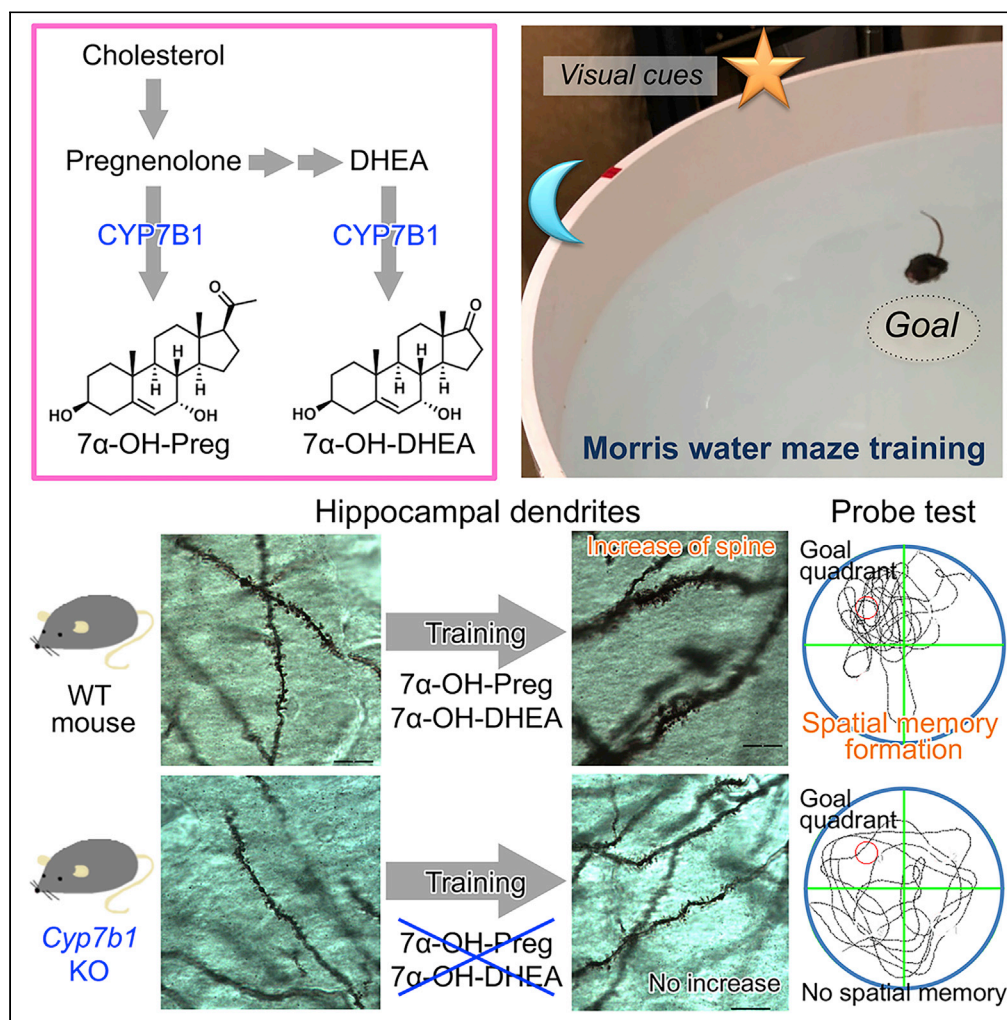 Cholesterol
Pregnenolone
DHEA
CYP7B1
CYP7B1
O
O
H
H
H
H
H
H
HO
OH
HO
OH
7α-OH-Preg
7α-OH-DHEA
Visual cues
Goal
Morris water maze training
Hippocampal dendrites
Probe test
WT
mouse
Training
7α-OH-Preg
7α-OH-DHEA
Increase of spine
Goal
quadrant
Spatial memory
formation
Cyp7b1
KO
Training
7α-OH-Preg
7α-OH-DHEA
No increase
Goal
quadrant
No spatial memory